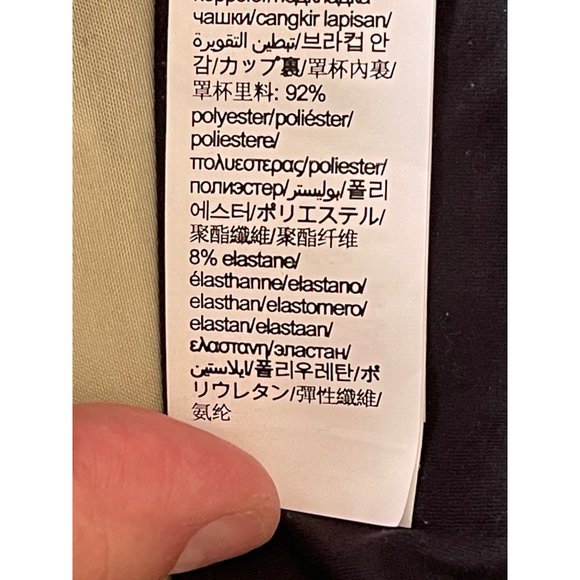 чашки/cangkir lapisan/
تبطين التقويرة/브라컵 안
감/カップ裏/罩杯內裏/
罩杯里料: 92%
polyester/poliéster/
poliestere/
πολυεστερας/poliester/
полиэстер/بوليستر/폴리
에스터/ポリエステル/
聚酯纖維/聚酯纤维
8% elastane/
élasthanne/elastano/
elasthan/elastomero/
elastan/elastaan/
ελαστανη/эластан/
ايلاستين/폴리우레탄/ポ
リウレタン/彈性纖維/
氨纶